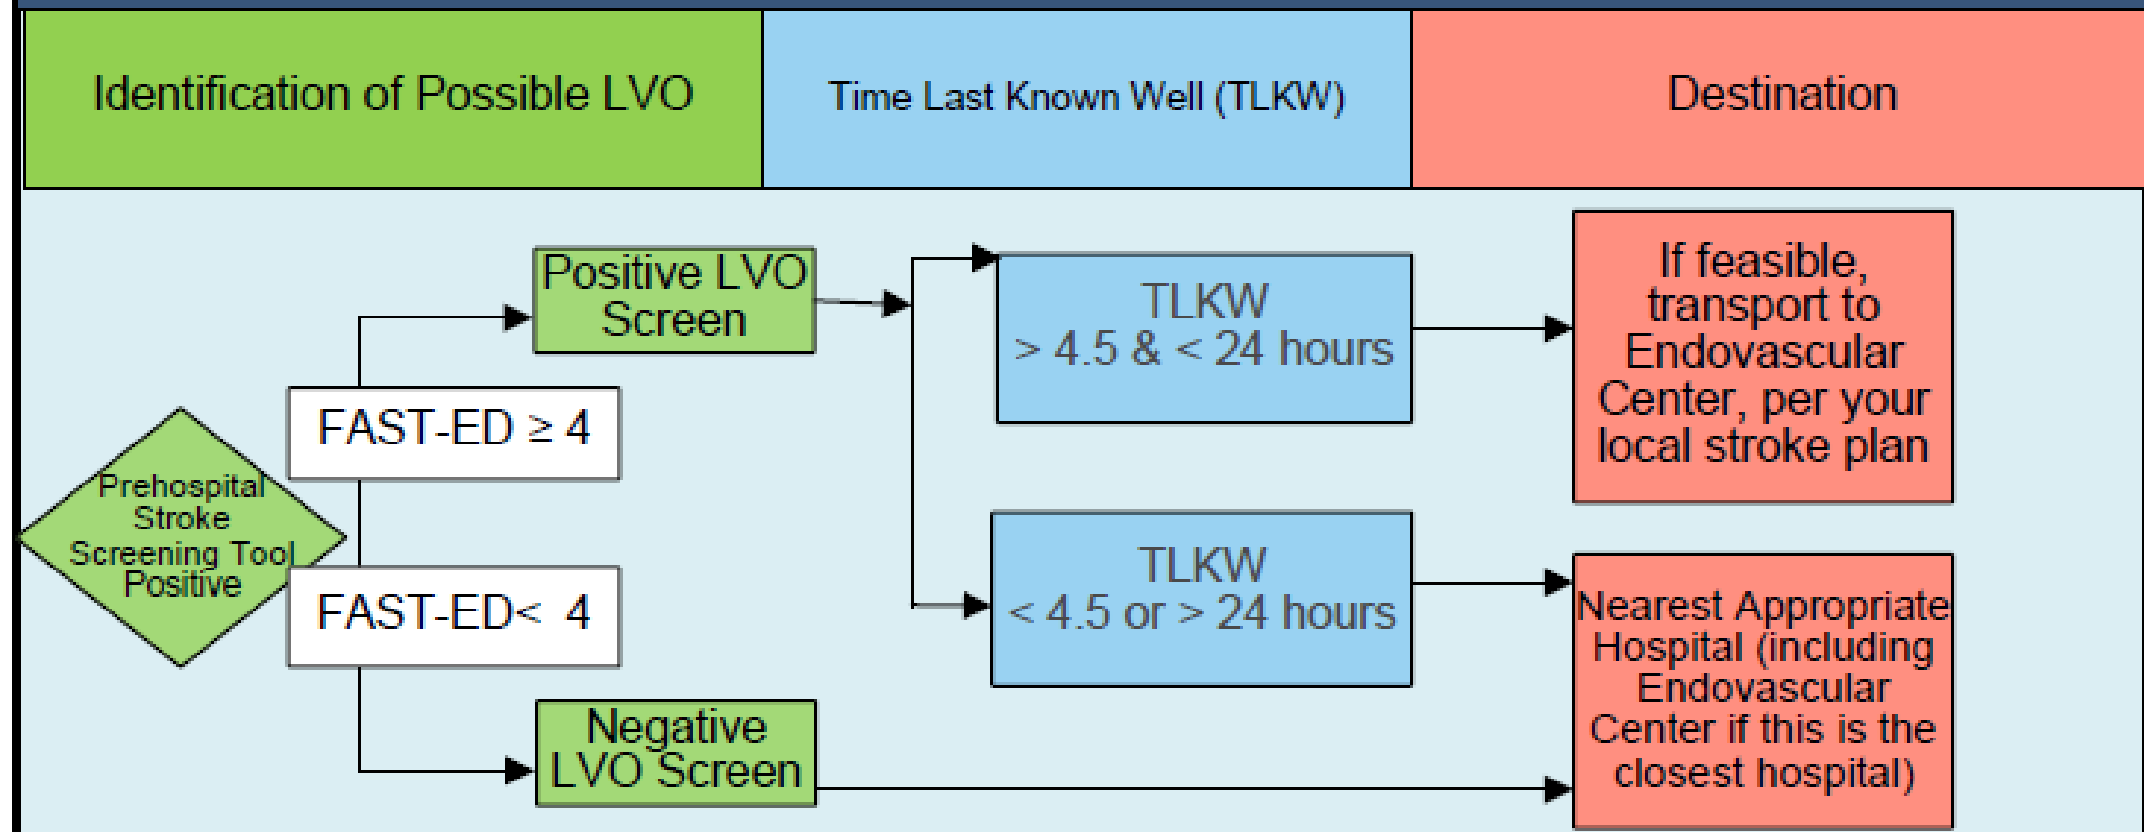 Identification of Possible LVO
Time Last Known Well (TLKW)
Destination
Prehospital
Stroke
Screening Tool
Positive
FAST-ED ≥ 4
FAST-ED<  4
Positive LVO
Screen
Negative
LVO Screen
TLKW
> 4.5 & < 24 hours
TLKW
< 4.5 or > 24 hours
If feasible,
transport to
Endovascular
Center, per your
local stroke plan
Nearest Appropriate
Hospital (including
Endovascular
Center if this is the
closest hospital)